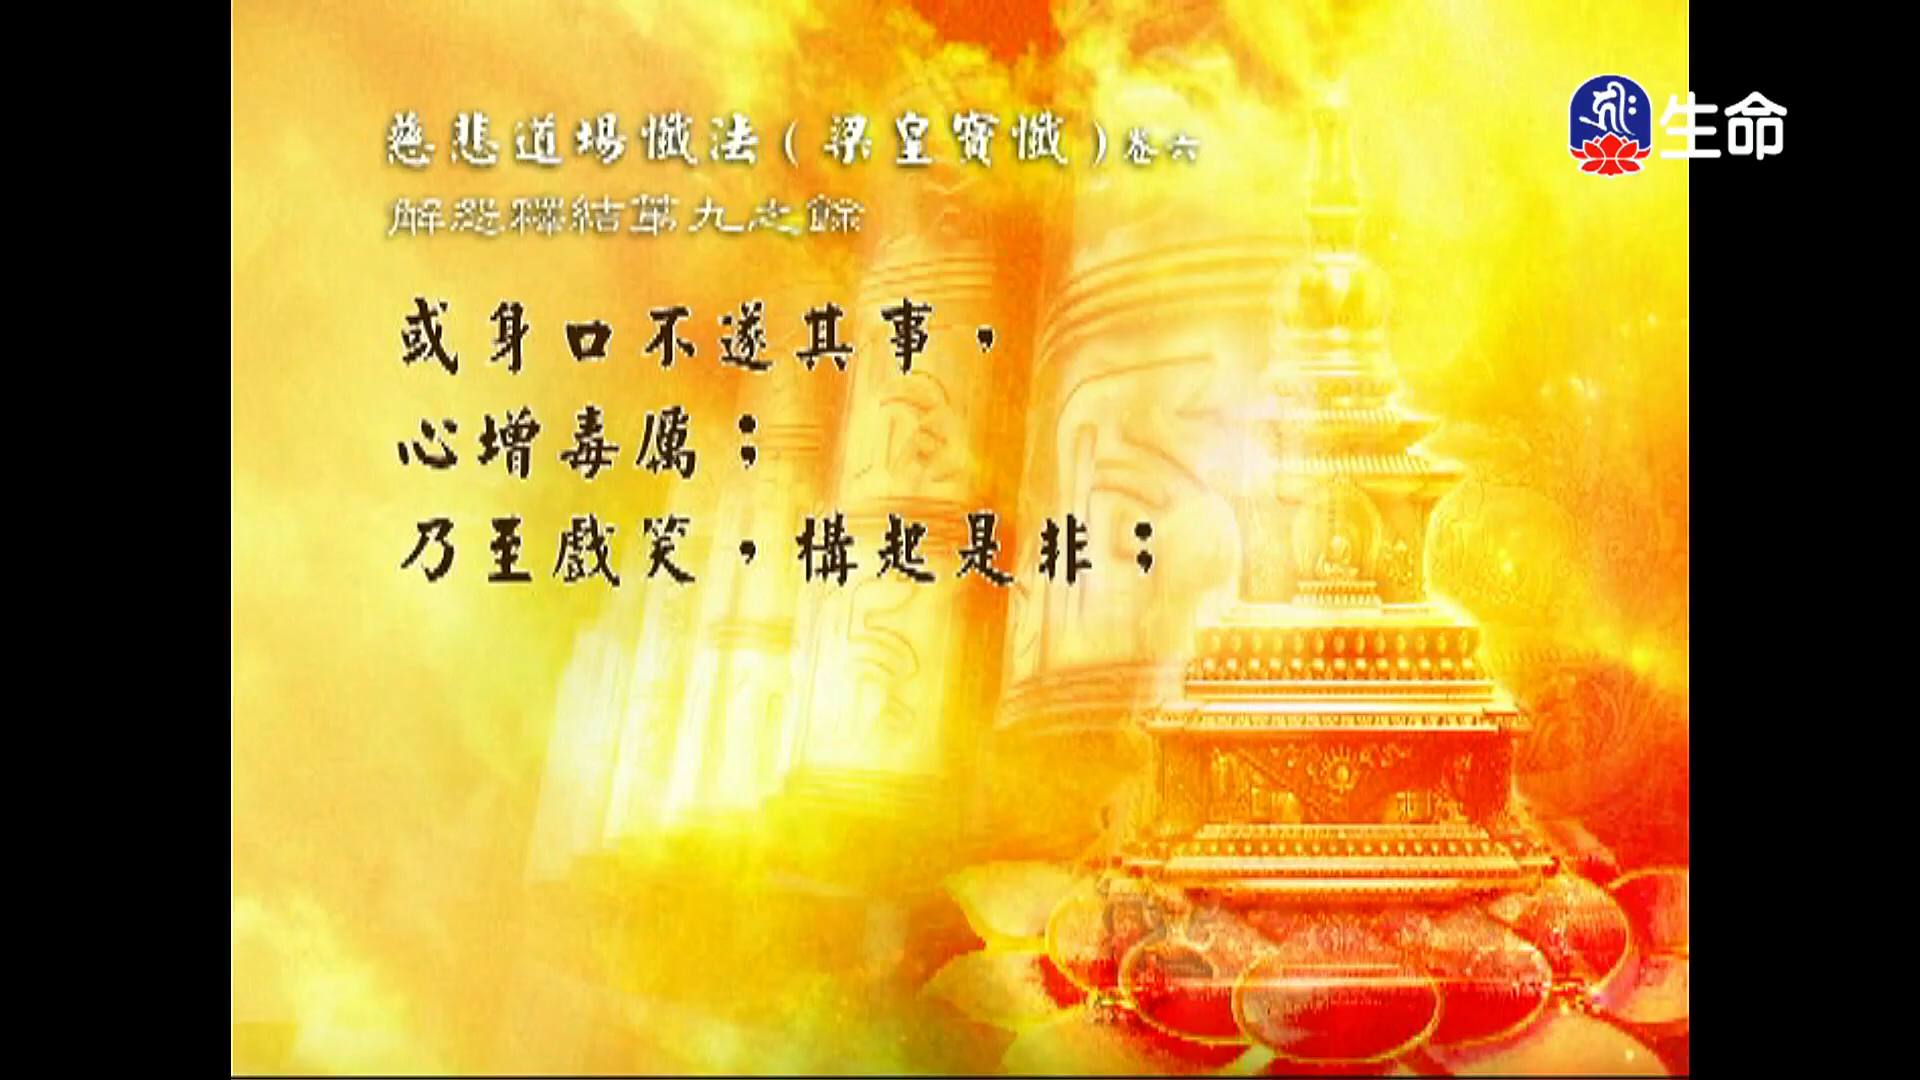 慈悲道場懺法(梁皇寶懺)卷六
解怨釋結第九之餘
或身口不遂其事，
心增毒厲；
乃至戲笑，構起是非；
生命